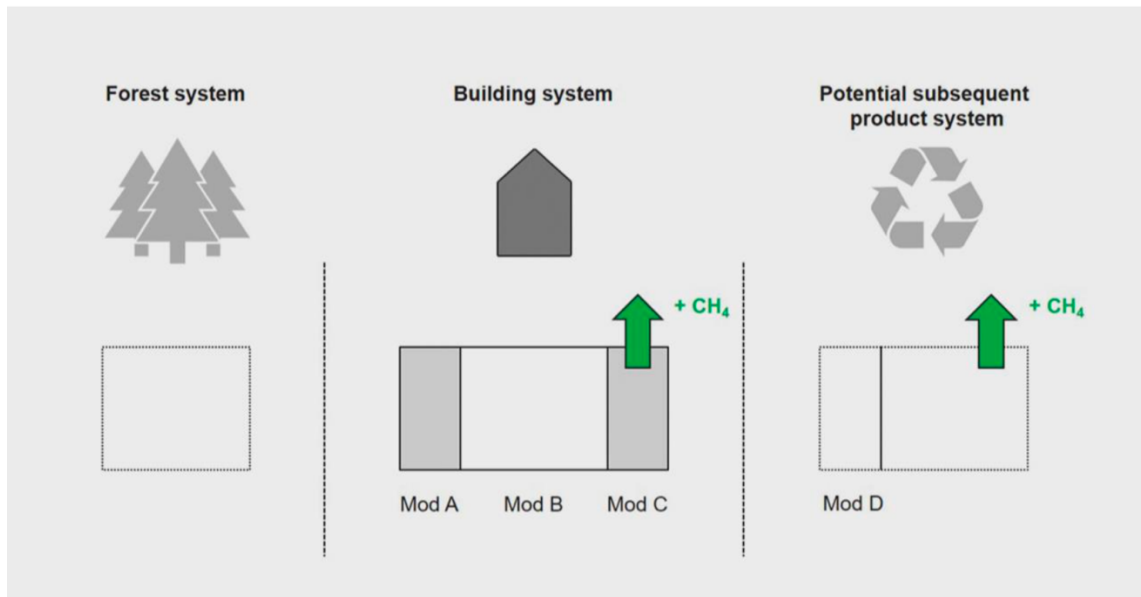 Forest system
Building system
Potential subsequent
product system
+ CH₄
+ CH₄
Mod A
Mod B
Mod C
Mod D